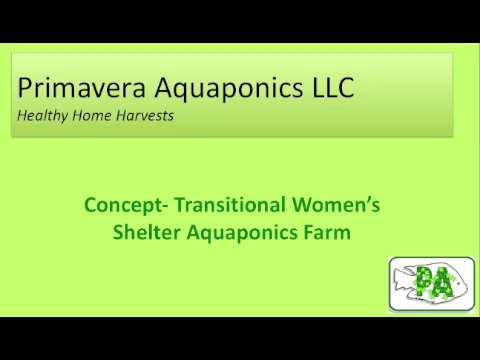 Primavera Aquaponics LLC
Healthy Home Harvests
Concept- Transitional Women’s
Shelter Aquaponics Farm
PA